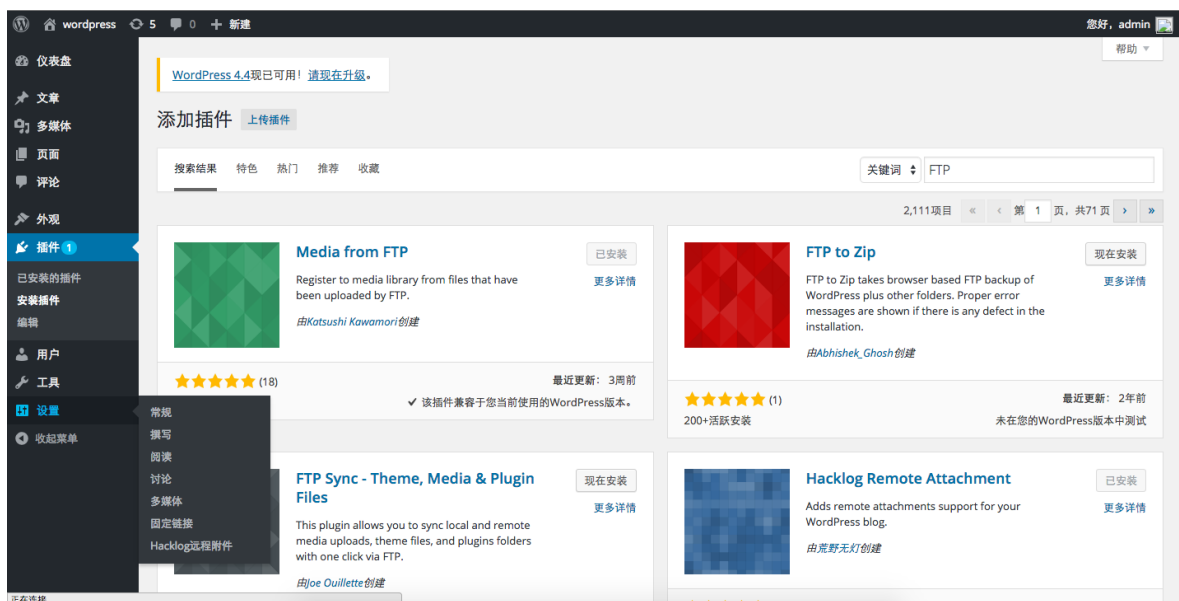 wordpress 5 0 新建
您好，admin
帮助
仪表盘
文章
多媒体
页面
评论
外观
插件 1
已安装的插件
安装插件
编辑
用户
工具
设置
收起菜单
常规
撰写
阅读
讨论
多媒体
固定链接
Hacklog远程附件
WordPress 4.4现已可用！请现在升级。
添加插件 上传插件
搜索结果 特色 热门 推荐 收藏
关键词 FTP
2,111项目 « ‹ 第 1 页，共71页 › »
Media from FTP
已安装
更多详情
Register to media library from files that have
been uploaded by FTP.
由Katsushi Kawamori创建
(18)
最近更新： 3周前
该插件兼容于您当前使用的WordPress版本。
FTP to Zip
现在安装
更多详情
FTP to Zip takes browser based FTP backup of
WordPress plus other folders. Proper error
messages are shown if there is any defect in the
installation.
由Abhishek_Ghosh创建
(1)
200+活跃安装
最近更新： 2年前
未在您的WordPress版本中测试
FTP Sync - Theme, Media & Plugin
Files
现在安装
更多详情
This plugin allows you to sync local and remote
media uploads, theme files, and plugins folders
with one click via FTP.
由Joe Ouillette创建
Hacklog Remote Attachment
已安装
更多详情
Adds remote attachments support for your
WordPress blog.
由荒野无灯创建